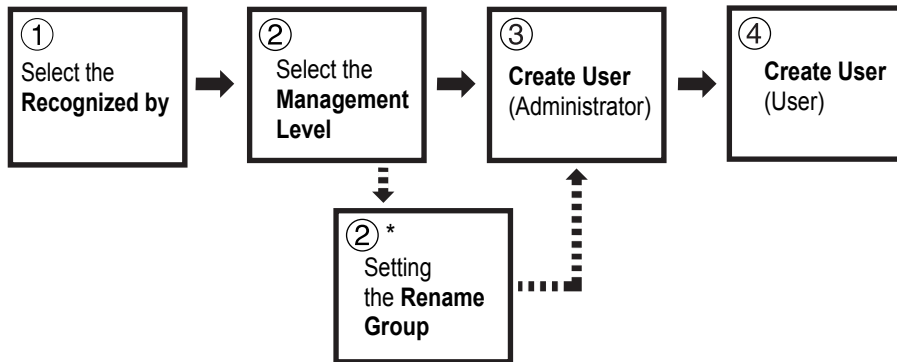 ①
Select the
Recognized by
②
Select the
Management
Level
③
Create User
(Administrator)
④
Create User
(User)
② *
Setting
the Rename
Group